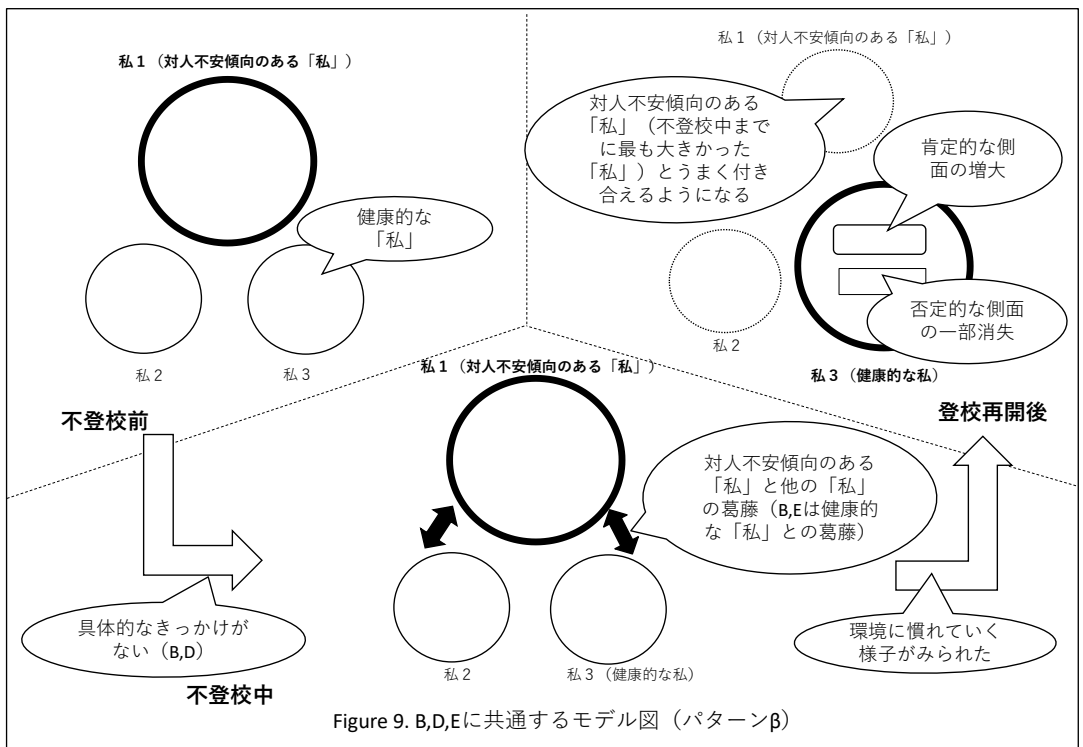 私１（対人不安傾向のある「私」）
健康的な
「私」
私２
私３
不登校前
私１（対人不安傾向のある「私」）
対人不安傾向のある
「私」（不登校中まで
に最も大きかった
「私」）とうまく付き
合えるようになる
肯定的な側
面の増大
否定的な側面
の一部消失
私２
私３（健康的な私）
登校再開後
私１（対人不安傾向のある「私」）
対人不安傾向のある
「私」と他の「私」
の葛藤（B,Eは健康的
な「私」との葛藤）
具体的なきっかけが
ない（B,D）
不登校中
私２
私３（健康的な私）
環境に慣れていく
様子がみられた
Figure 9. B,D,Eに共通するモデル図（パターンβ）